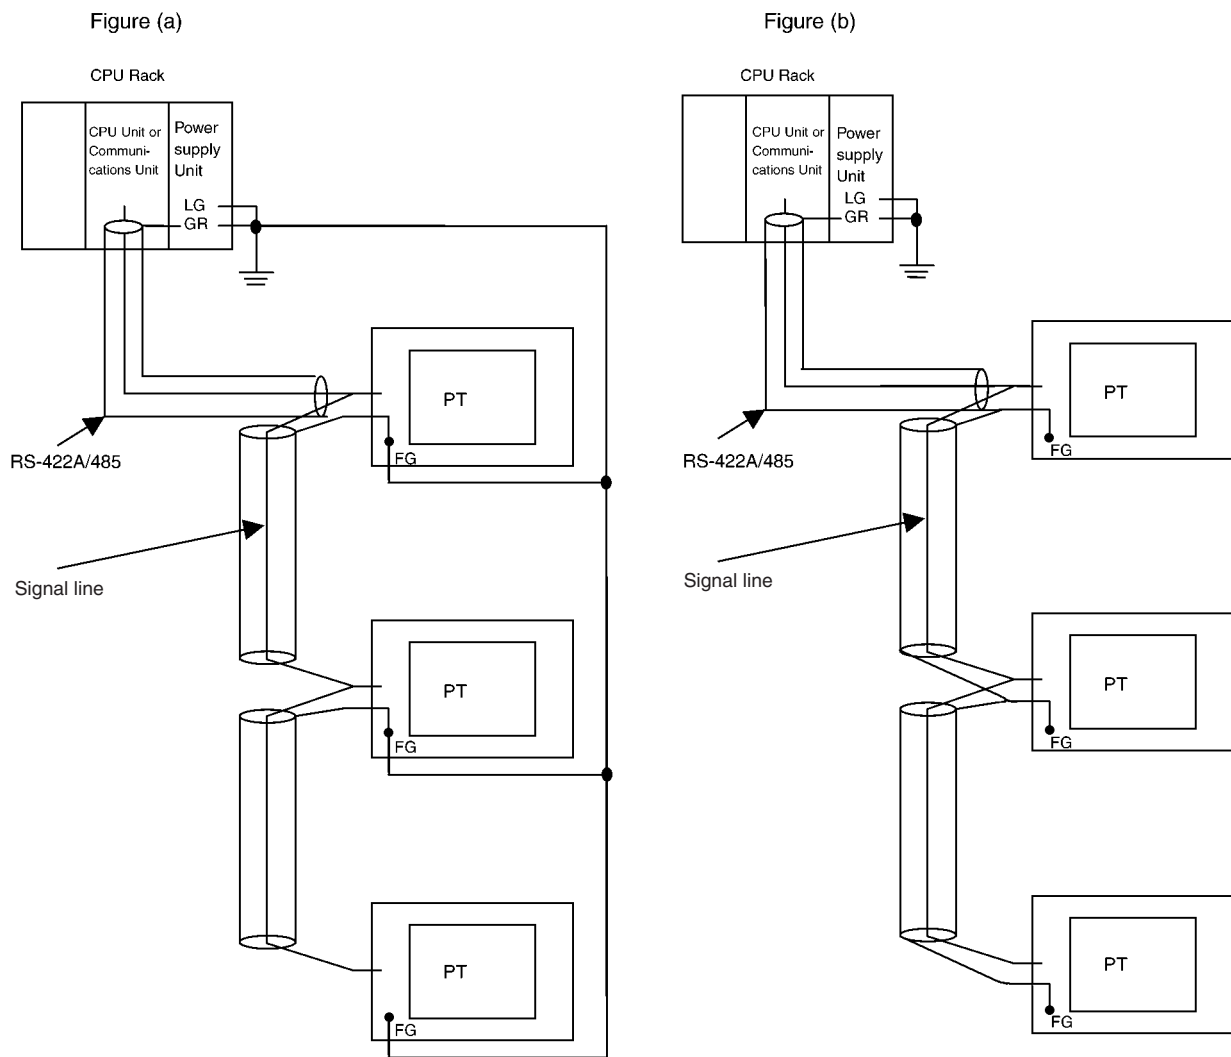 Figure (a)
CPU Rack
CPU Unit or
Communi-
cations Unit
Power
supply
Unit
LG
GR
PT
FG
RS-422A/485
Signal line
PT
FG
PT
FG
Figure (b)
CPU Rack
CPU Unit or
Communi-
cations Unit
Power
supply
Unit
LG
GR
PT
FG
RS-422A/485
Signal line
PT
FG
PT
FG